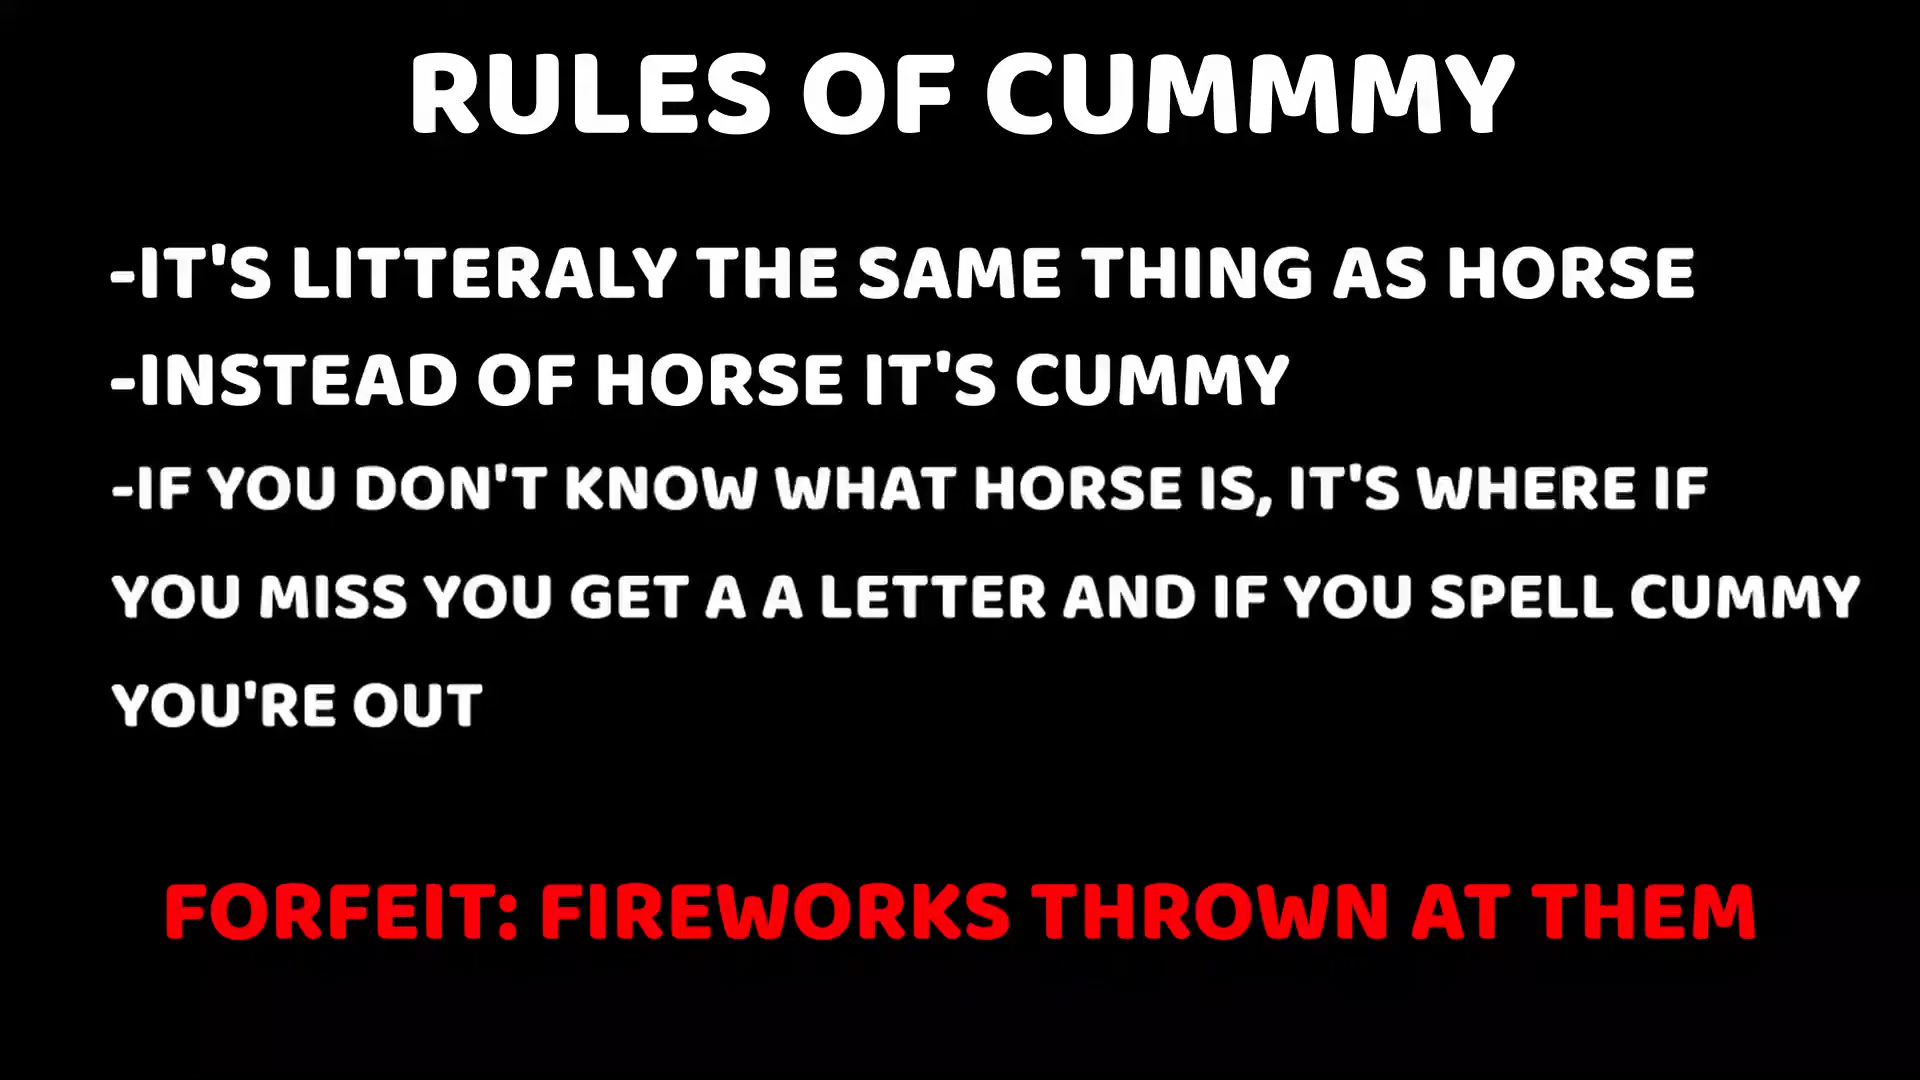 RULES OF CUMMMY
-IT'S LITTERALY THE SAME THING AS HORSE
-INSTEAD OF HORSE IT'S CUMMY
-IF YOU DON'T KNOW WHAT HORSE IS, IT'S WHERE IF
YOU MISS YOU GET A A LETTER AND IF YOU SPELL CUMMY
YOU'RE OUT
FORFEIT: FIREWORKS THROWN AT THEM